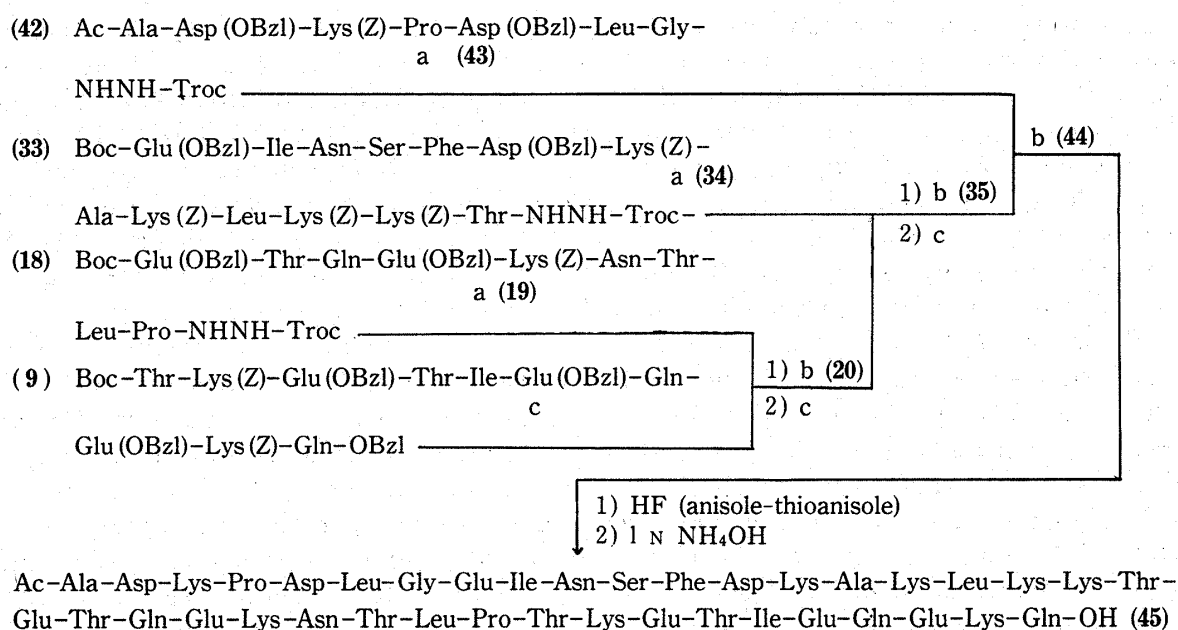 (42) Ac-Ala-Asp (OBzl)-Lys (Z)-Pro-Asp (OBzl)-Leu-Gly-
a (43)
NHNH-Troc
b (44)
(33) Boc-Glu (OBzl)-Ile-Asn-Ser-Phe-Asp (OBzl)-Lys (Z)-
a (34)
1) b (35)
Ala-Lys (Z)-Leu-Lys (Z)-Lys (Z)-Thr-NHNH-Troc-
2) c
(18) Boc-Glu (OBzl)-Thr-Gln-Glu (OBzl)-Lys (Z)-Asn-Thr-
a (19)
Leu-Pro-NHNH-Troc
(9) Boc-Thr-Lys (Z)-Glu (OBzl)-Thr-Ile-Glu (OBzl)-Gln-
1) b (20)
c
2) c
Glu (OBzl)-Lys (Z)-Gln-OBzl
1) HF (anisole-thioanisole)
2) 1 N NH₄OH
Ac-Ala-Asp-Lys-Pro-Asp-Leu-Gly-Glu-Ile-Asn-Ser-Phe-Asp-Lys-Ala-Lys-Leu-Lys-Lys-Thr-
Glu-Thr-Gln-Glu-Lys-Asn-Thr-Leu-Pro-Thr-Lys-Glu-Thr-Ile-Glu-Gln-Glu-Lys-Gln-OH (45)